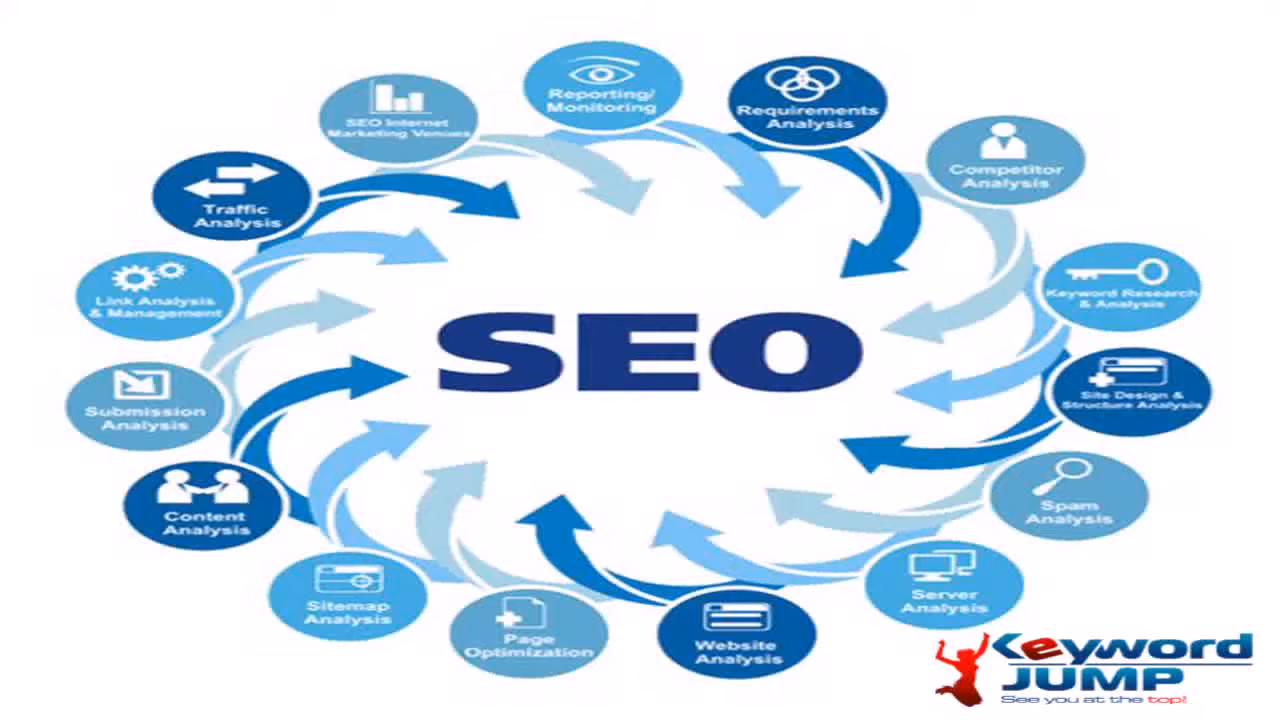 Reporting/
Monitoring
Requirements
Analysis
Competitor
Analysis
Keyword Research
& Analysis
Site Design &
Structure Analysis
Spam
Analysis
Server
Analysis
Website
Analysis
Page
Optimization
Sitemap
Analysis
Content
Analysis
Submission
Analysis
Link Analysis
& Management
Traffic
Analysis
SEO Internet
Marketing Venues
SEO
Keyword
JUMP
See you at the top!